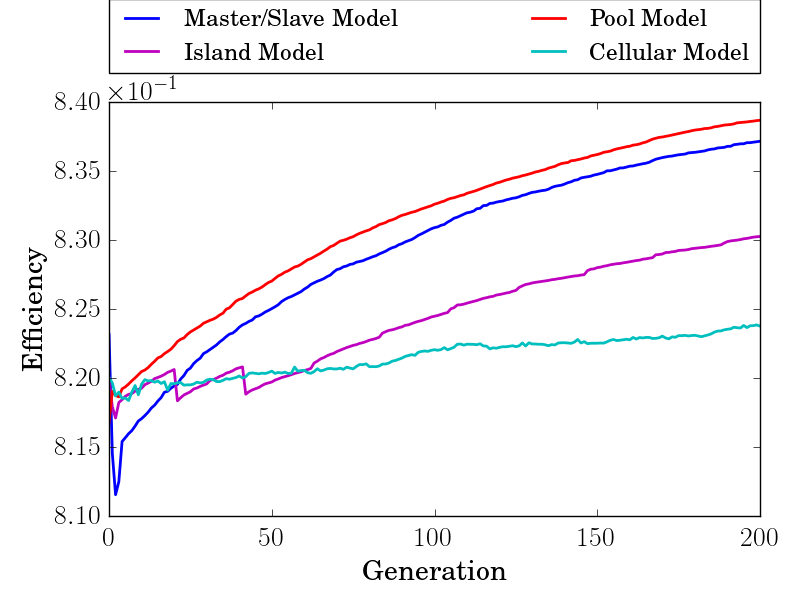 Master/Slave Model Pool Model
Island Model Cellular Model
×10⁻¹
8.40
8.35
8.30
8.25
8.20
8.15
8.10
Efficiency
0 50 100 150 200
Generation